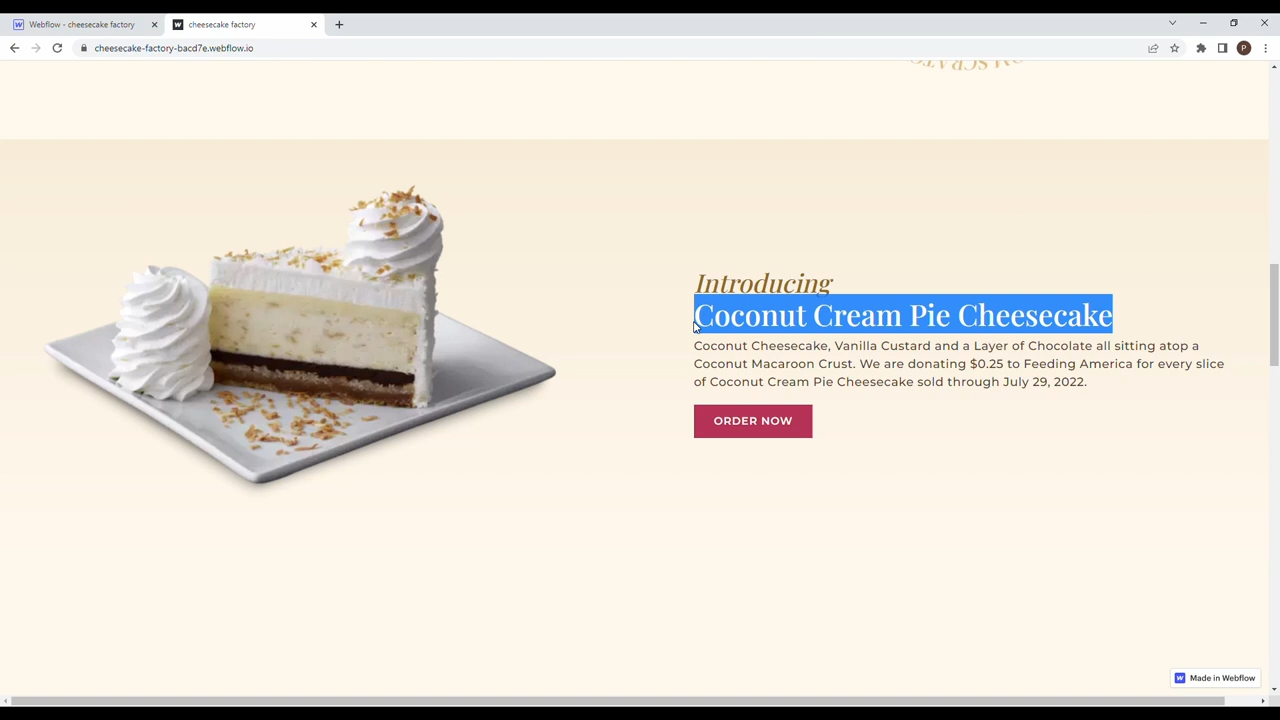 Webflow - cheesecake factory
cheesecake factory
cheesecake-factory-bacd7e.webflow.io
P
Introducing
Coconut Cream Pie Cheesecake
Coconut Cheesecake, Vanilla Custard and a Layer of Chocolate all sitting atop a
Coconut Macaroon Crust. We are donating $0.25 to Feeding America for every slice
of Coconut Cream Pie Cheesecake sold through July 29, 2022.
ORDER NOW
Made in Webflow